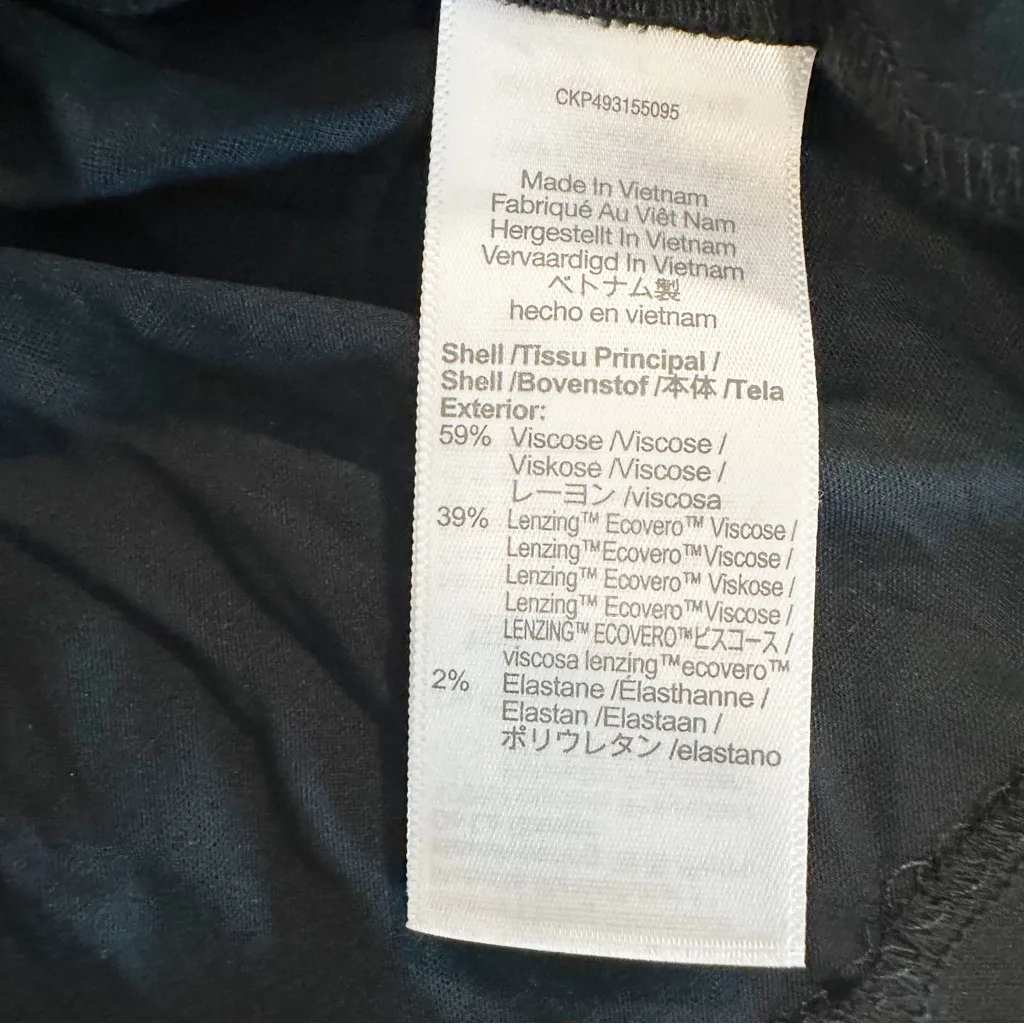 CKP493155095
Made In Vietnam
Fabriqué Au Việt Nam
Hergestellt In Vietnam
Vervaardigd In Vietnam
ベトナム製
hecho en vietnam
Shell /Tissu Principal /
Shell /Bovenstof /本体 /Tela
Exterior:
59% Viscose /Viscose /
Viskose /Viscose /
レーヨン /viscosa
39% Lenzing™ Ecovero™ Viscose /
Lenzing™Ecovero™Viscose /
Lenzing™ Ecovero™ Viskose /
Lenzing™ Ecovero™Viscose /
LENZING™ ECOVERO™ビスコース /
viscosa lenzing™ecovero™
2% Elastane /Élasthanne /
Elastan /Elastaan /
ポリウレタン /elastano